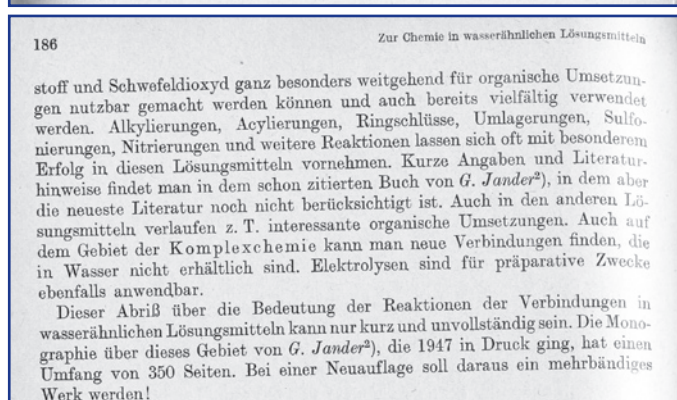 186
Zur Chemie in wasserähnlichen Lösungsmitteln
stoff und Schwefeldioxyd ganz besonders weitgehend für organische Umsetzun-
gen nutzbar gemacht werden können und auch bereits vielfältig verwendet
werden. Alkylierungen, Acylierungen, Ringschlüsse, Umlagerungen, Sulfo-
nierungen, Nitrierungen und weitere Reaktionen lassen sich oft mit besonderem
Erfolg in diesen Lösungsmitteln vornehmen. Kurze Angaben und Literatur-
hinweise findet man in dem schon zitierten Buch von G. Jander²), in dem aber
die neueste Literatur noch nicht berücksichtigt ist. Auch in den anderen Lö-
sungsmitteln verlaufen z. T. interessante organische Umsetzungen. Auch auf
dem Gebiet der Komplexchemie kann man neue Verbindungen finden, die
in Wasser nicht erhältlich sind. Elektrolysen sind für präparative Zwecke
ebenfalls anwendbar.
Dieser Abriß über die Bedeutung der Reaktionen der Verbindungen in
wasserähnlichen Lösungsmitteln kann nur kurz und unvollständig sein. Die Mono-
graphie über dieses Gebiet von G. Jander²), die 1947 in Druck ging, hat einen
Umfang von 350 Seiten. Bei einer Neuauflage soll daraus ein mehrbändiges
Werk werden!